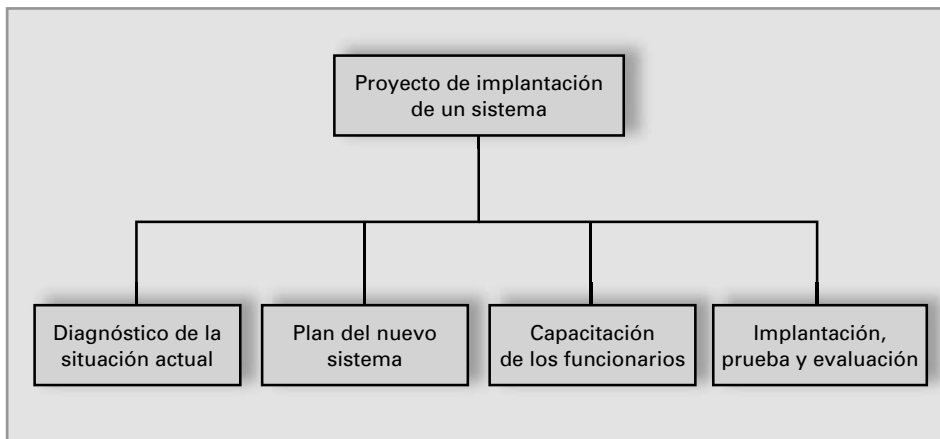 Proyecto de implantación
de un sistema
Diagnóstico de la
situación actual
Plan del nuevo
sistema
Capacitación
de los funcionarios
Implantación,
prueba y evaluación